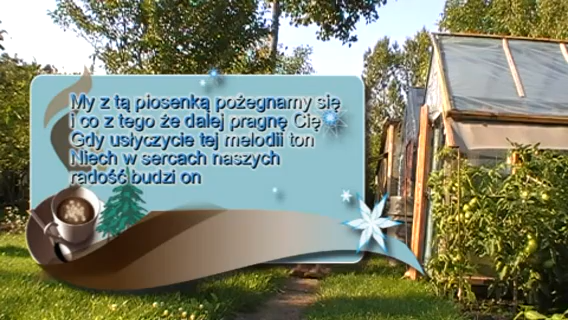 My z tą piosenką pożegnamy się
i co z tego że dalej pragnę Cię
Gdy usłyczycie tej melodii ton
Niech w sercach naszych
radość budzi on